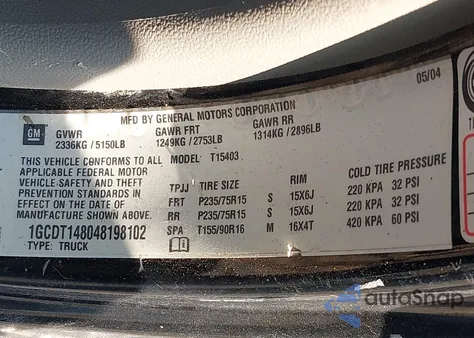 05/04
MFD BY GENERAL MOTORS CORPORATION
GM GVWR GAWR FRT GAWR RR
2336KG / 5150LB 1249KG / 2753LB 1314KG / 2896LB
THIS VEHICLE CONFORMS TO ALL MODEL T15403
APPLICABLE FEDERAL MOTOR
VEHICLE SAFETY AND THEFT TPJJ TIRE SIZE RIM COLD TIRE PRESSURE
PREVENTION STANDARDS IN FRT P235/75R15 S 15X6J 220 KPA 32 PSI
EFFECT ON THE DATE OF RR P235/75R15 S 15X6J 220 KPA 32 PSI
MANUFACTURE SHOWN ABOVE. SPA T155/90R16 M 16X4T 420 KPA 60 PSI
1GCDT148048198102
TYPE: TRUCK
autoSnap